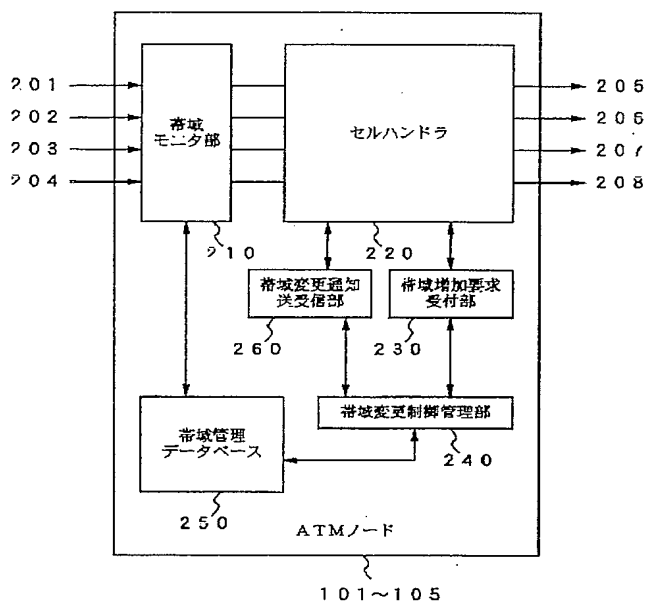 201
202
203
204
帯域
モニタ部
セルハンドラ
205
206
207
208
210
220
帯域変更通知
送受信部
帯域増加要求
受付部
260
230
帯域変更制御管理部
240
帯域管理
データベース
250
ATMノード
101~105